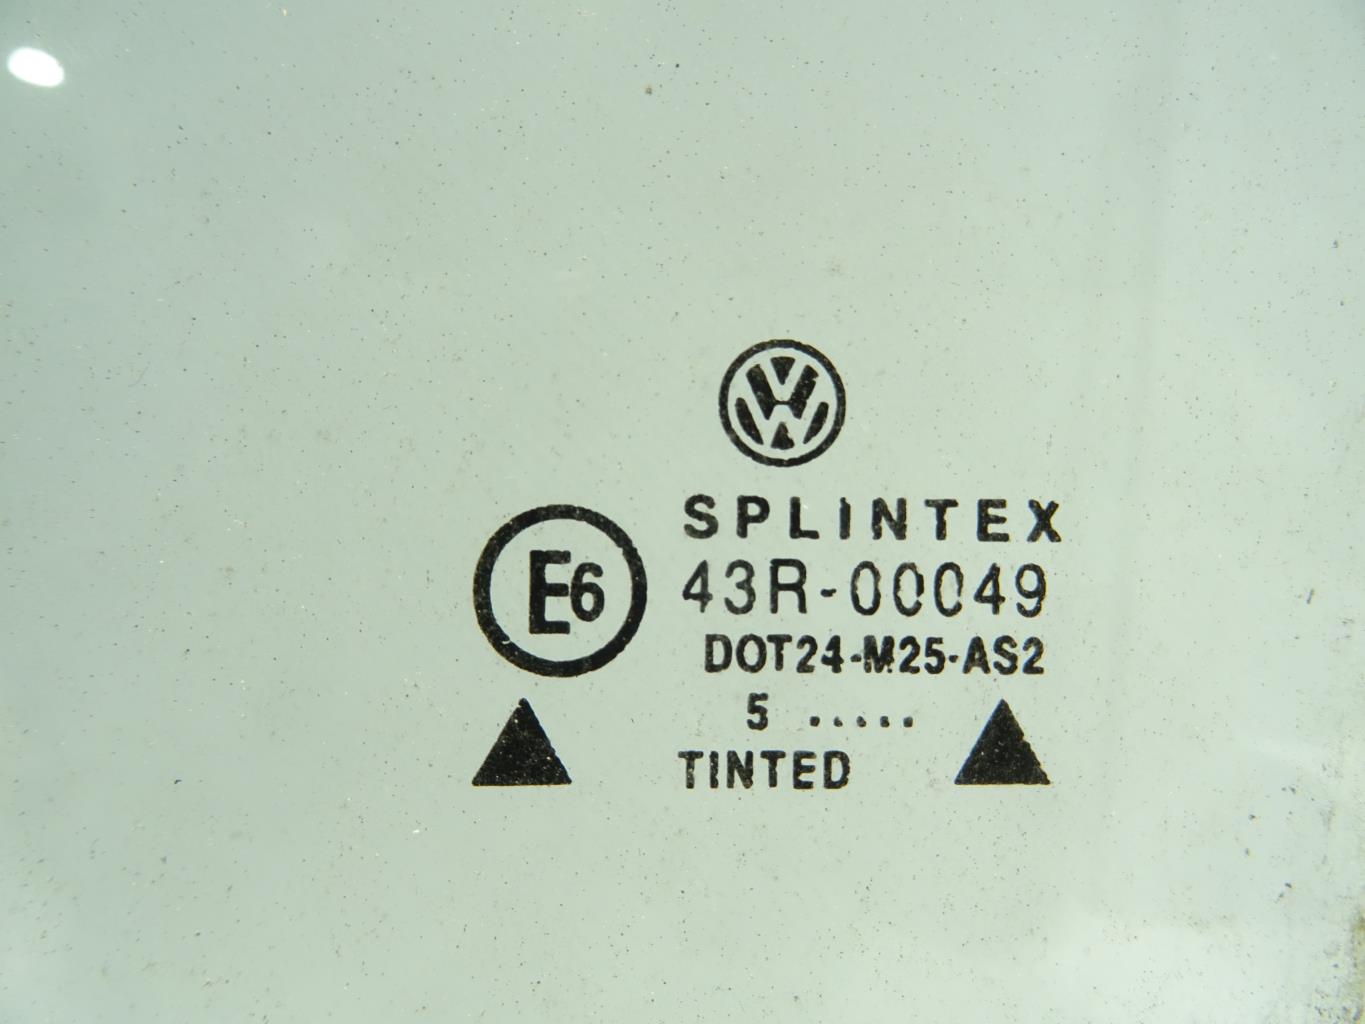 SPLINTEX
E6
43R-00049
DOT24-M25-AS2
5 .....
TINTED